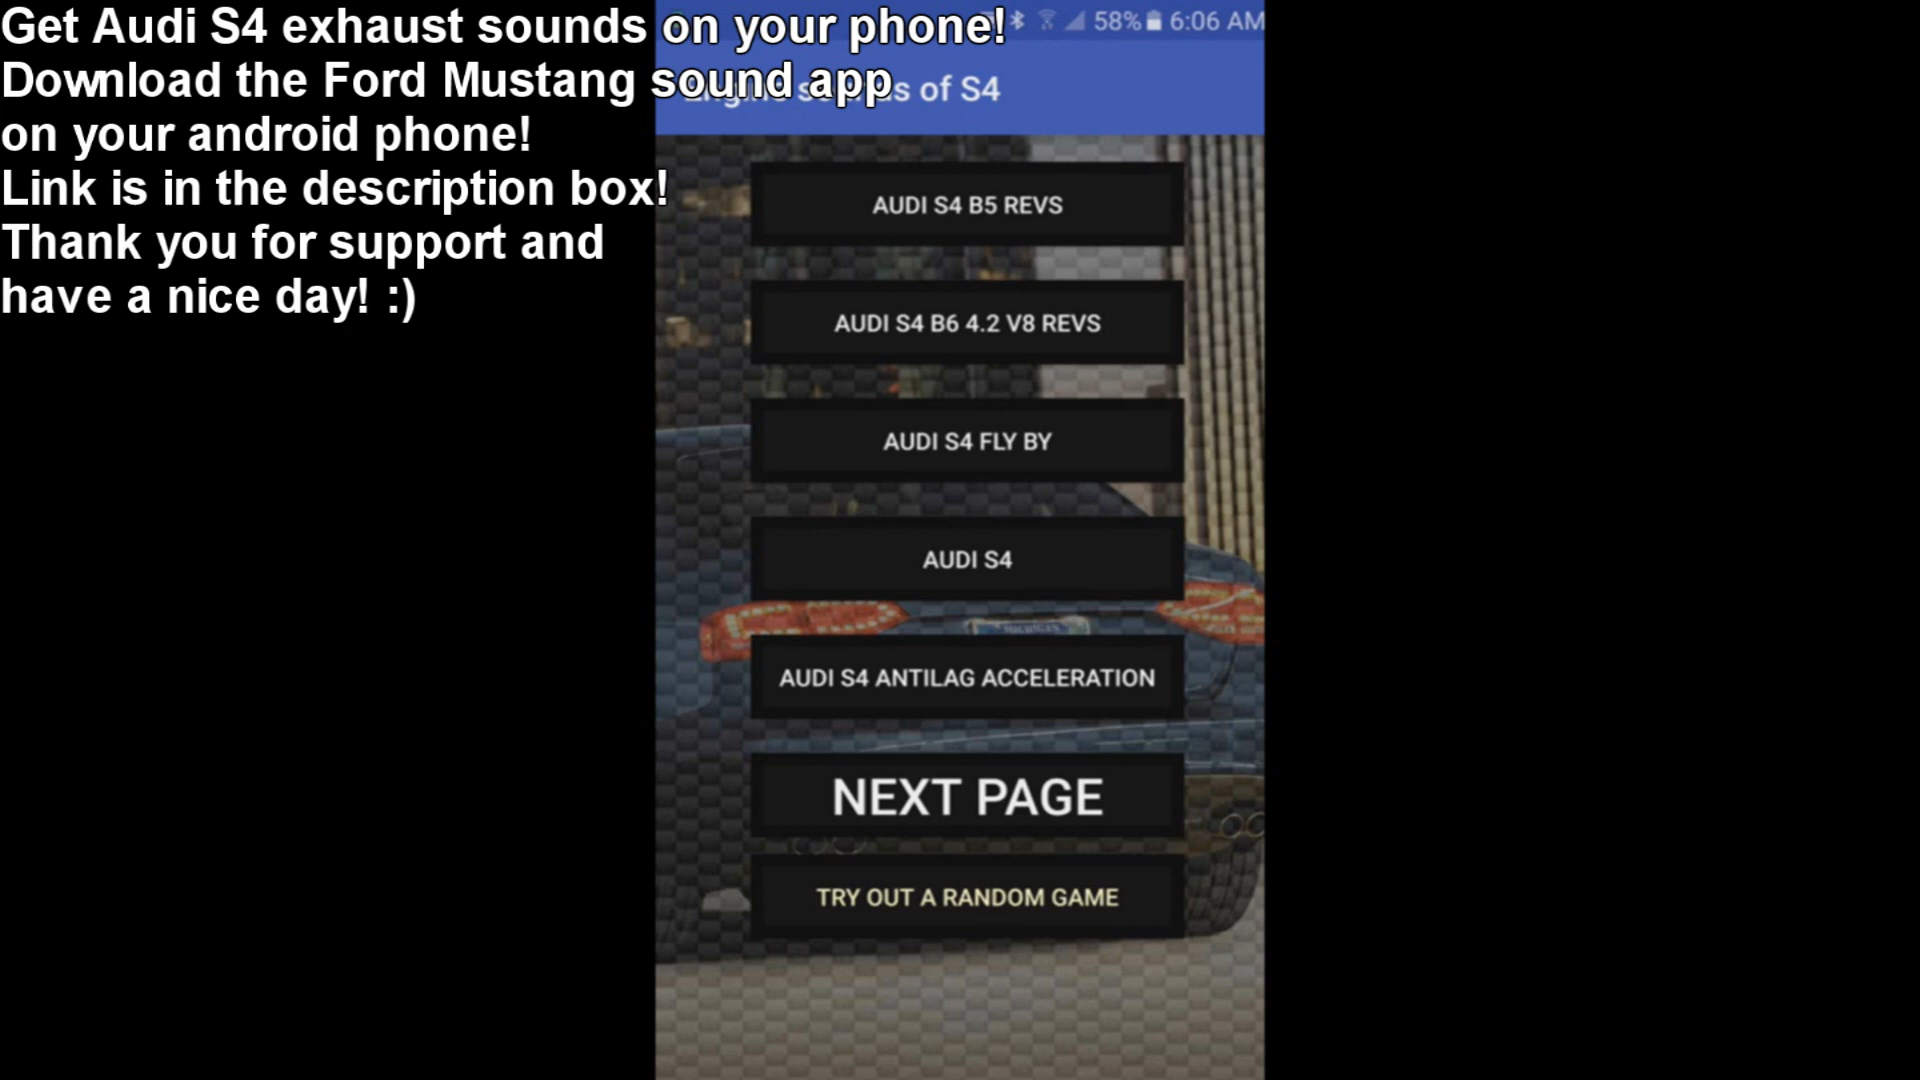 Get Audi S4 exhaust sounds on your phone!
Download the Ford Mustang sound app
on your android phone!
Link is in the description box!
Thank you for support and
have a nice day! :)
58% 6:06 AM
Engine sounds of S4
AUDI S4 B5 REVS
AUDI S4 B6 4.2 V8 REVS
AUDI S4 FLY BY
AUDI S4
MICHIGAN
AUDI S4 ANTILAG ACCELERATION
NEXT PAGE
TRY OUT A RANDOM GAME